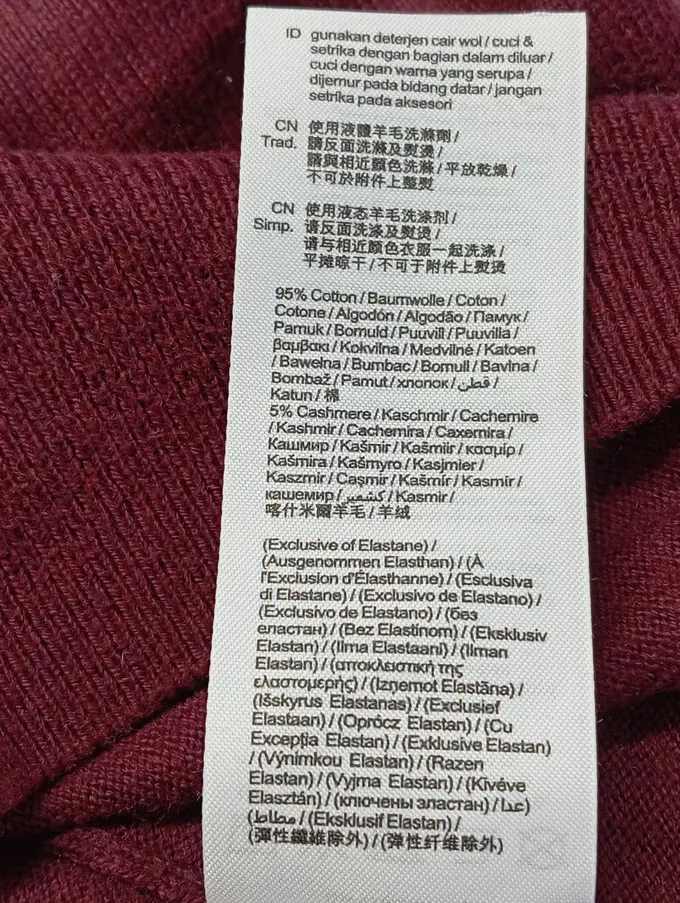 ID gunakan deterjen cair wol / cuci &
setrika dengan bagian dalam diluar /
cuci dengan warna yang serupa /
dijemur pada bidang datar / jangan
setrika pada aksesori
CN 使用液體羊毛洗滌劑 /
Trad. 請反面洗滌及熨燙 /
請與相近顏色洗滌 / 平放乾燥 /
不可於附件上整熨
CN 使用液态羊毛洗涤剂 /
Simp. 请反面洗涤及熨烫 /
请与相近颜色衣服一起洗涤 /
平摊晾干 / 不可于附件上熨烫
95% Cotton / Baumwolle / Coton /
Cotone / Algodón / Algodão / Памук /
Pamuk / Bomuld / Puuvill / Puuvilla /
βαμβακι / Kokvilna / Medvilnė / Katoen
/ Bawełna / Bumbac / Bomull / Bavlna /
Bombaž / Pamut / хлопок / قطن /
Katun / 棉
5% Cashmere / Kaschmir / Cachemire
/ Kashmir / Cachemira / Caxemira /
Кашмир / Kašmir / Kašmiir / κασμίρ /
Kašmira / Kašmyro / Kasjmier /
Kaszmir / Caşmir / Kašmír / Kasmír /
кашемир / كشمير / Kasmir /
喀什米爾羊毛 / 羊絨
(Exclusive of Elastane) /
(Ausgenommen Elasthan) / (À
l'Exclusion d'Élasthanne) / (Esclusiva
di Elastane) / (Exclusivo de Elastano) /
(Exclusivo de Elastano) / (без
еластан) / (Bez Elastinom) / (Eksklusiv
Elastan) / (Ilma Elastaani) / (Ilman
Elastan) / (αποκλειστική της
ελαστομερής) / (Izņemot Elastāna) /
(Išskyrus Elastanas) / (Exclusief
Elastaan) / (Oprócz Elastan) / (Cu
Excepţia Elastan) / (Exklusive Elastan)
/ (Výnimkou Elastan) / (Razen
Elastan) / (Vyjma Elastan) / (Kivéve
Elasztán) / (ключены эластан) / (عدا
مطاط) / (Eksklusif Elastan) /
(彈性纖維除外) / (弹性纤维除外)